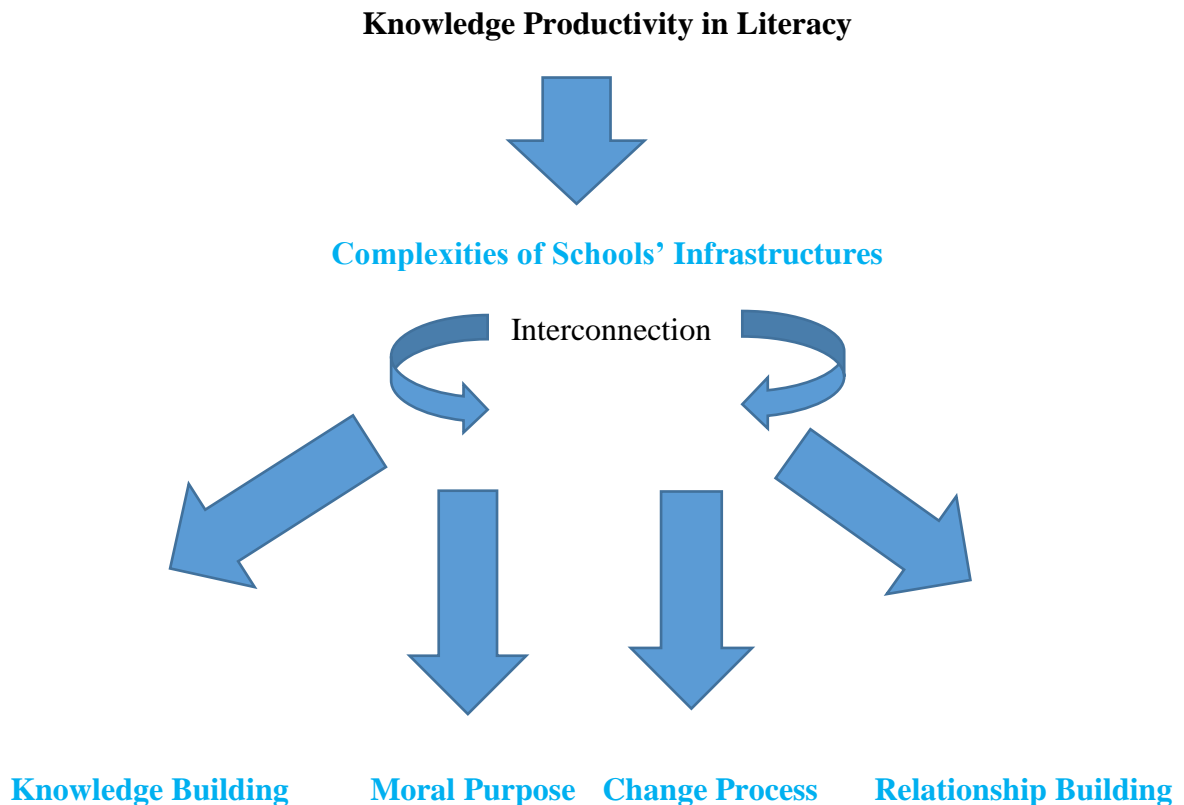 Knowledge Productivity in Literacy
Complexities of Schools’ Infrastructures
Interconnection
Knowledge Building Moral Purpose Change Process Relationship Building